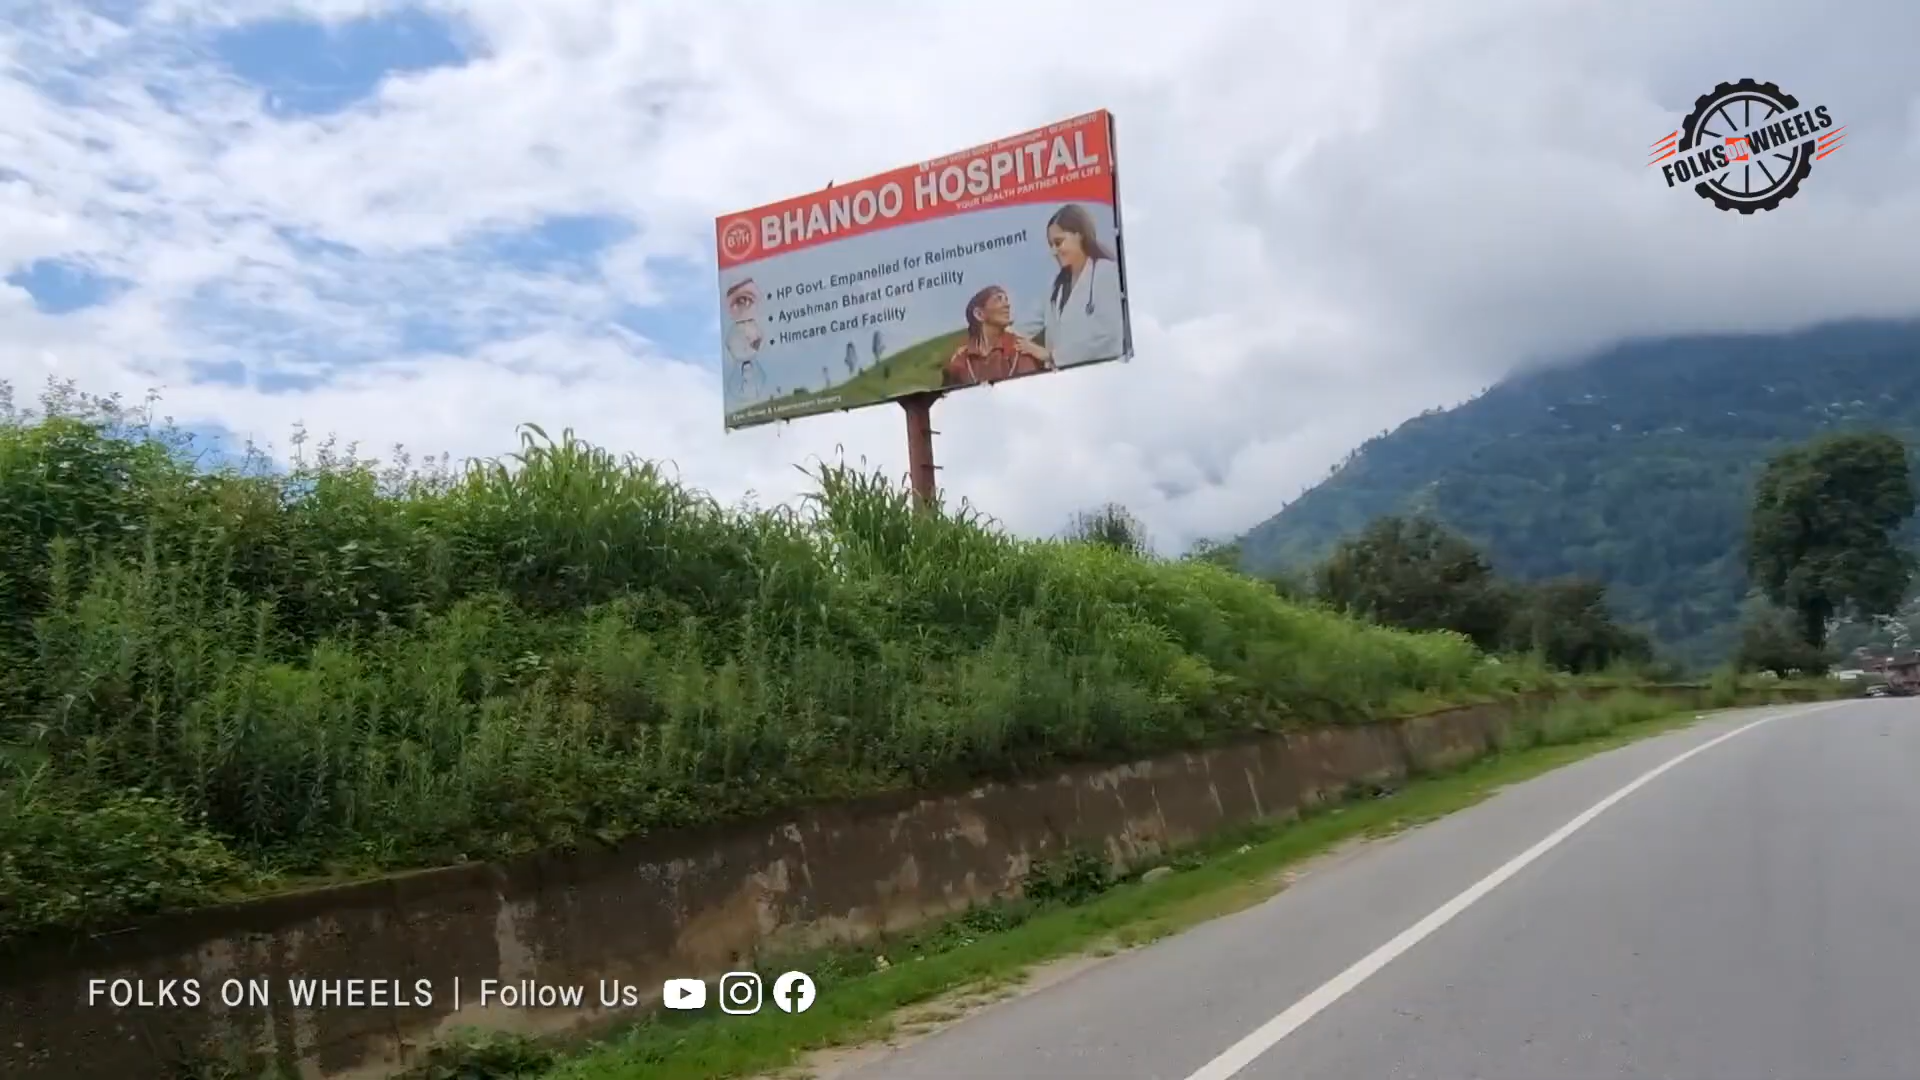 FOLKS on WHEELS
BHANOO HOSPITAL
YOUR HEALTH PARTNER FOR LIFE
BYH
• HP Govt. Empanelled for Reimbursement
• Ayushman Bharat Card Facility
• Himcare Card Facility
FOLKS ON WHEELS | Follow Us